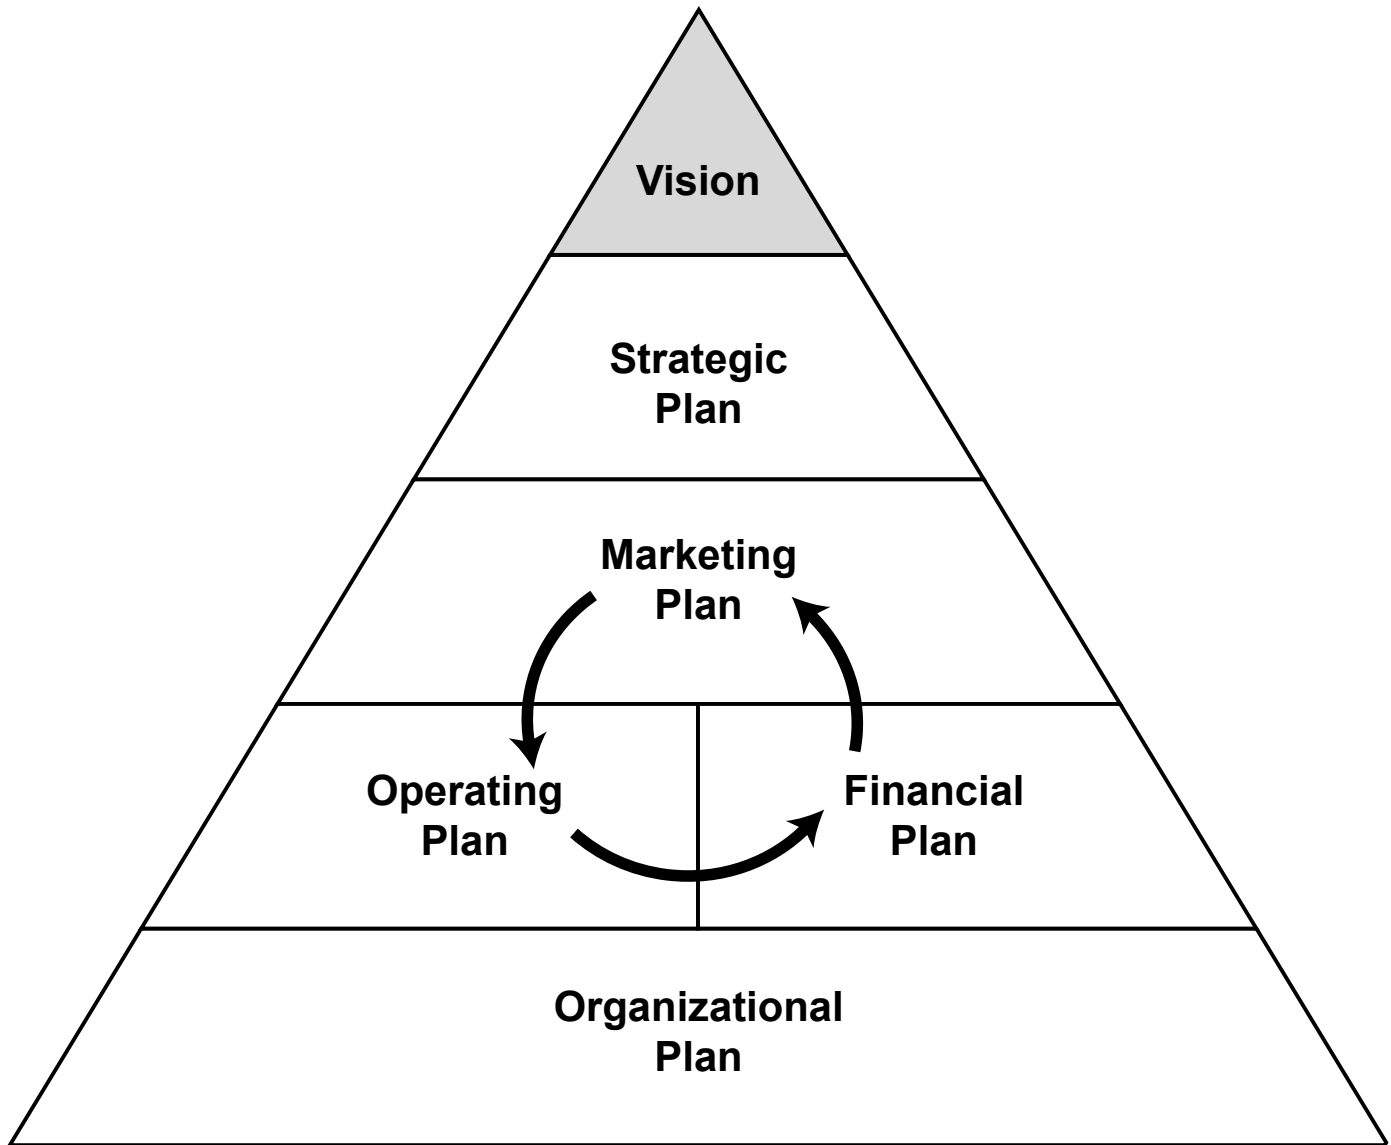 Vision
Strategic
Plan
Marketing
Plan
Operating
Plan
Financial
Plan
Organizational
Plan